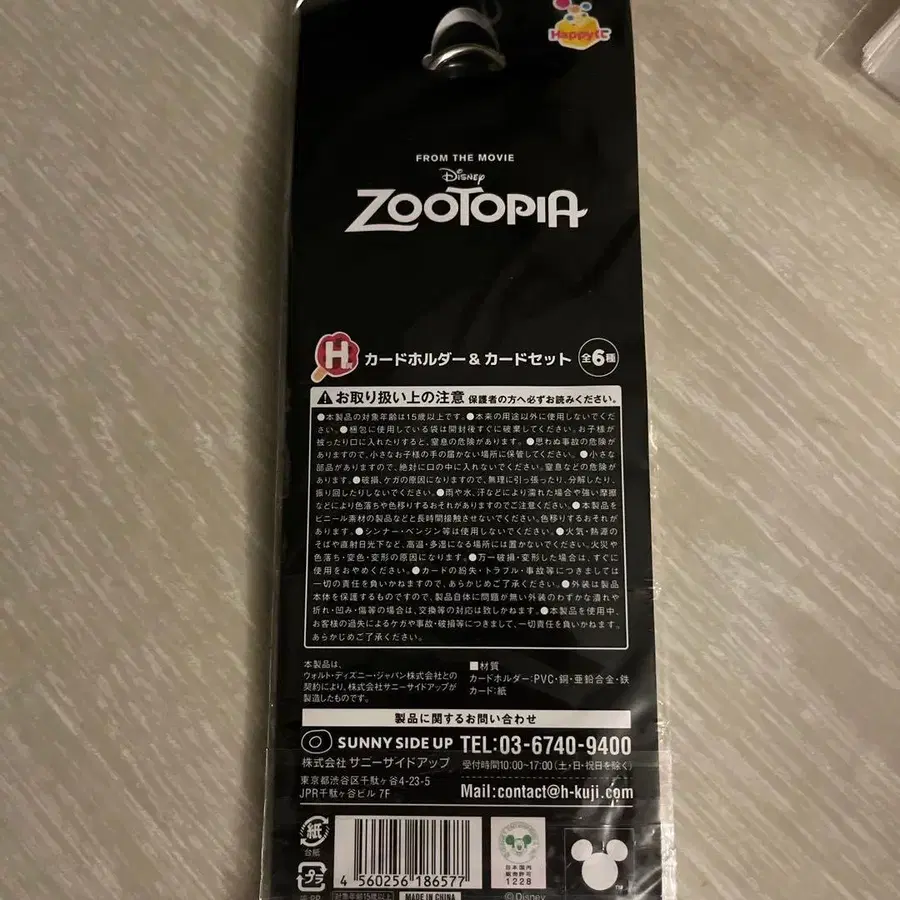 Happyくじ
FROM THE MOVIE
Disney
ZOOTOPIA
H賞 カードホルダー&カードセット 全6種
お取り扱い上の注意 保護者の方へ必ずお読みください。
●本製品の対象年齢は15歳以上です。●本来の用途以外に使用しないでくだ
さい。●梱包に使用している袋は開封後すぐに破棄してください。お子様が
被ったり口に入れたりすると、窒息の危険があります。●思わぬ事故の危険が
ありますので、小さなお子様の手の届かない場所に保管してください。●小さな
部品がありますので、絶対に口の中に入れないでください。窒息などの危険があ
ります。●破損、ケガの原因になりますので、無理に引っ張ったり、分解したり、
振り回したりしないでください。●雨や水、汗などにより濡れた場合や強い摩擦
などにより色落ちや色移りするおそれがありますのでご注意ください。●本製品を
ビニール素材の製品などと長時間接触させないでください。色移りするおそれが
あります。●シンナー・ベンジン等は使用しないでください。●火気・熱源の
そばや直射日光下など、高温・多湿になる場所には置かないでください。火災や
色落ち・変色・変形の原因になります。●万一破損・変形した場合は、すぐに
使用をおやめください。●カードの紛失・トラブル・事故等につきましては
一切の責任を負いかねますので、あらかじめご了承ください。●外装は製品
本体を保護するものですので、製品自体に問題が無い外装のわずかな潰れや
折れ・凹み・傷等の場合は、交換等の対応は致しかねます。●本製品を使用中、
お客様の過失によるケガや事故・破損等につきまして、一切責任を負いかねます。
あらかじめご了承ください。
本製品は、
ウォルト・ディズニー・ジャパン株式会社との
契約により、株式会社サニーサイドアップが
製造したものです。
■材質
カードホルダー:PVC・銅・亜鉛合金・鉄
カード:紙
製品に関するお問い合わせ
SUNNY SIDE UP TEL:03-6740-9400
株式会社 サニーサイドアップ 受付時間10:00~17:00(土・日・祝日を除く)
東京都渋谷区千駄ヶ谷4-23-5
JPR千駄ヶ谷ビル 7F
Mail:contact@h-kuji.com
紙
台紙
プラ
4 560256 186577
対象年齢15歳以上
MADE IN CHINA
日本国内
販売許可
1228
TM
©Disney